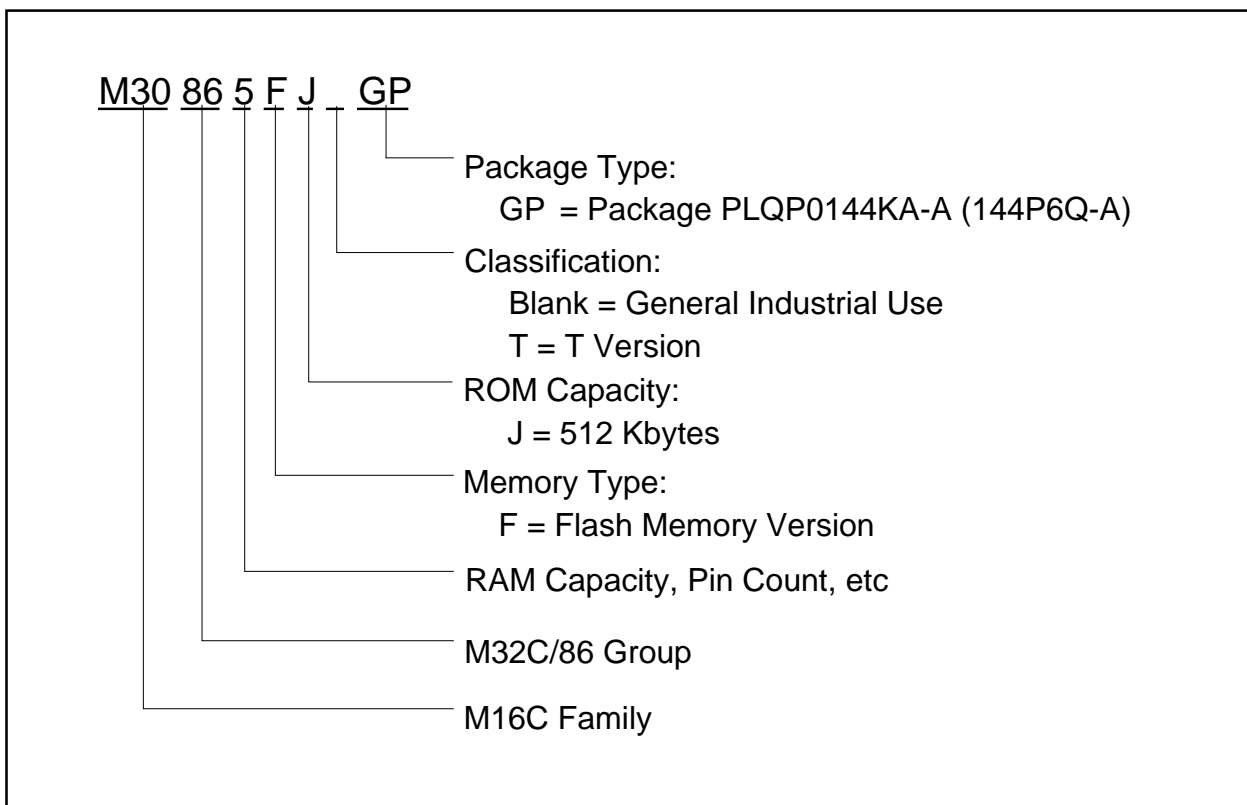 M30 86 5 F J _ GP
Package Type:
GP = Package PLQP0144KA-A (144P6Q-A)
Classification:
Blank = General Industrial Use
T = T Version
ROM Capacity:
J = 512 Kbytes
Memory Type:
F = Flash Memory Version
RAM Capacity, Pin Count, etc
M32C/86 Group
M16C Family